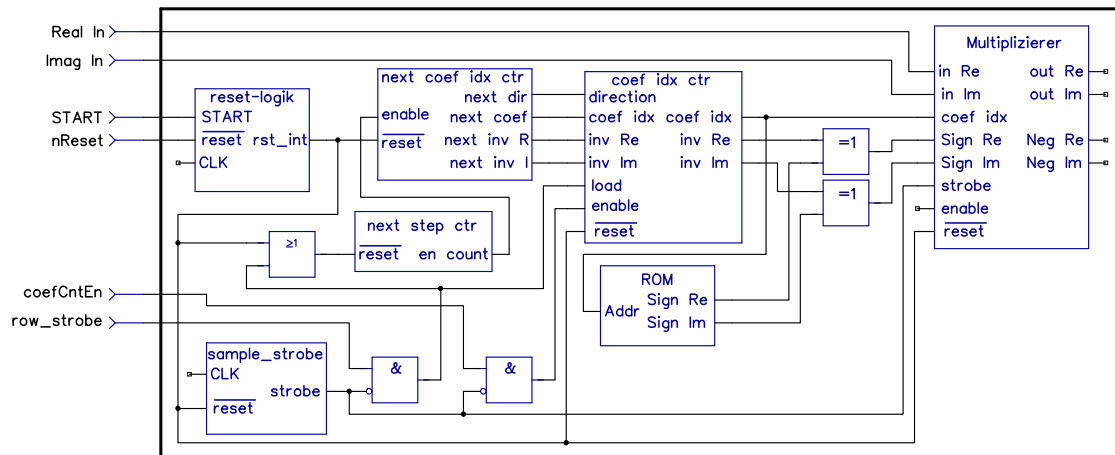 Real In
Imag In
START
nReset
coefCntEn
row_strobe
reset-logik
START
reset rst_int
CLK
next coef idx ctr
next dir
enable
next coef
reset
next inv R
next inv I
coef idx ctr
direction
coef idx coef idx
inv Re inv Re
inv Im inv Im
load
enable
reset
≥1
next step ctr
reset en count
sample_strobe
CLK
strobe
reset
&
&
ROM
Sign Re
Addr
Sign Im
=1
=1
Multiplizierer
in Re out Re
in Im out Im
coef idx
Sign Re Neg Re
Sign Im Neg Im
strobe
enable
reset